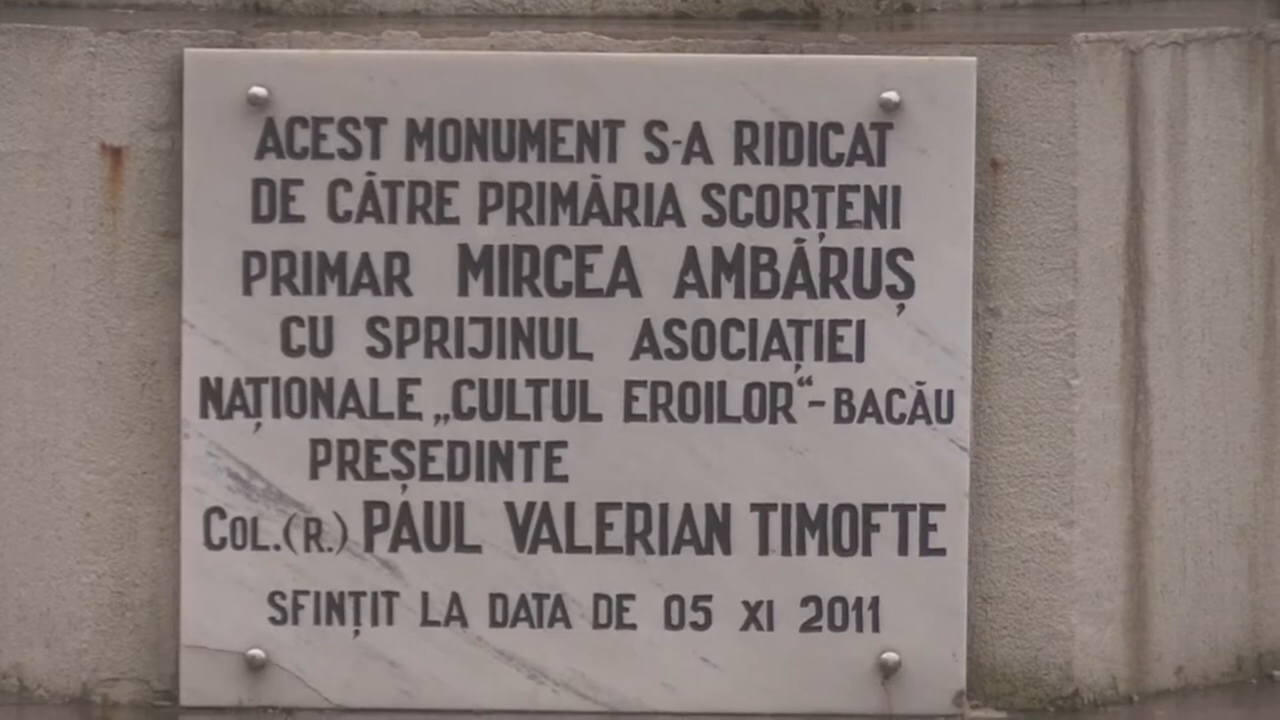 ACEST MONUMENT S-A RIDICAT
DE CĂTRE PRIMĂRIA SCORȚENI
PRIMAR MIRCEA AMBĂRUȘ
CU SPRIJINUL ASOCIAȚIEI
NAȚIONALE „CULTUL EROILOR“-BACĂU
PREȘEDINTE
COL.(R.) PAUL VALERIAN TIMOFTE
SFINȚIT LA DATA DE 05 XI 2011